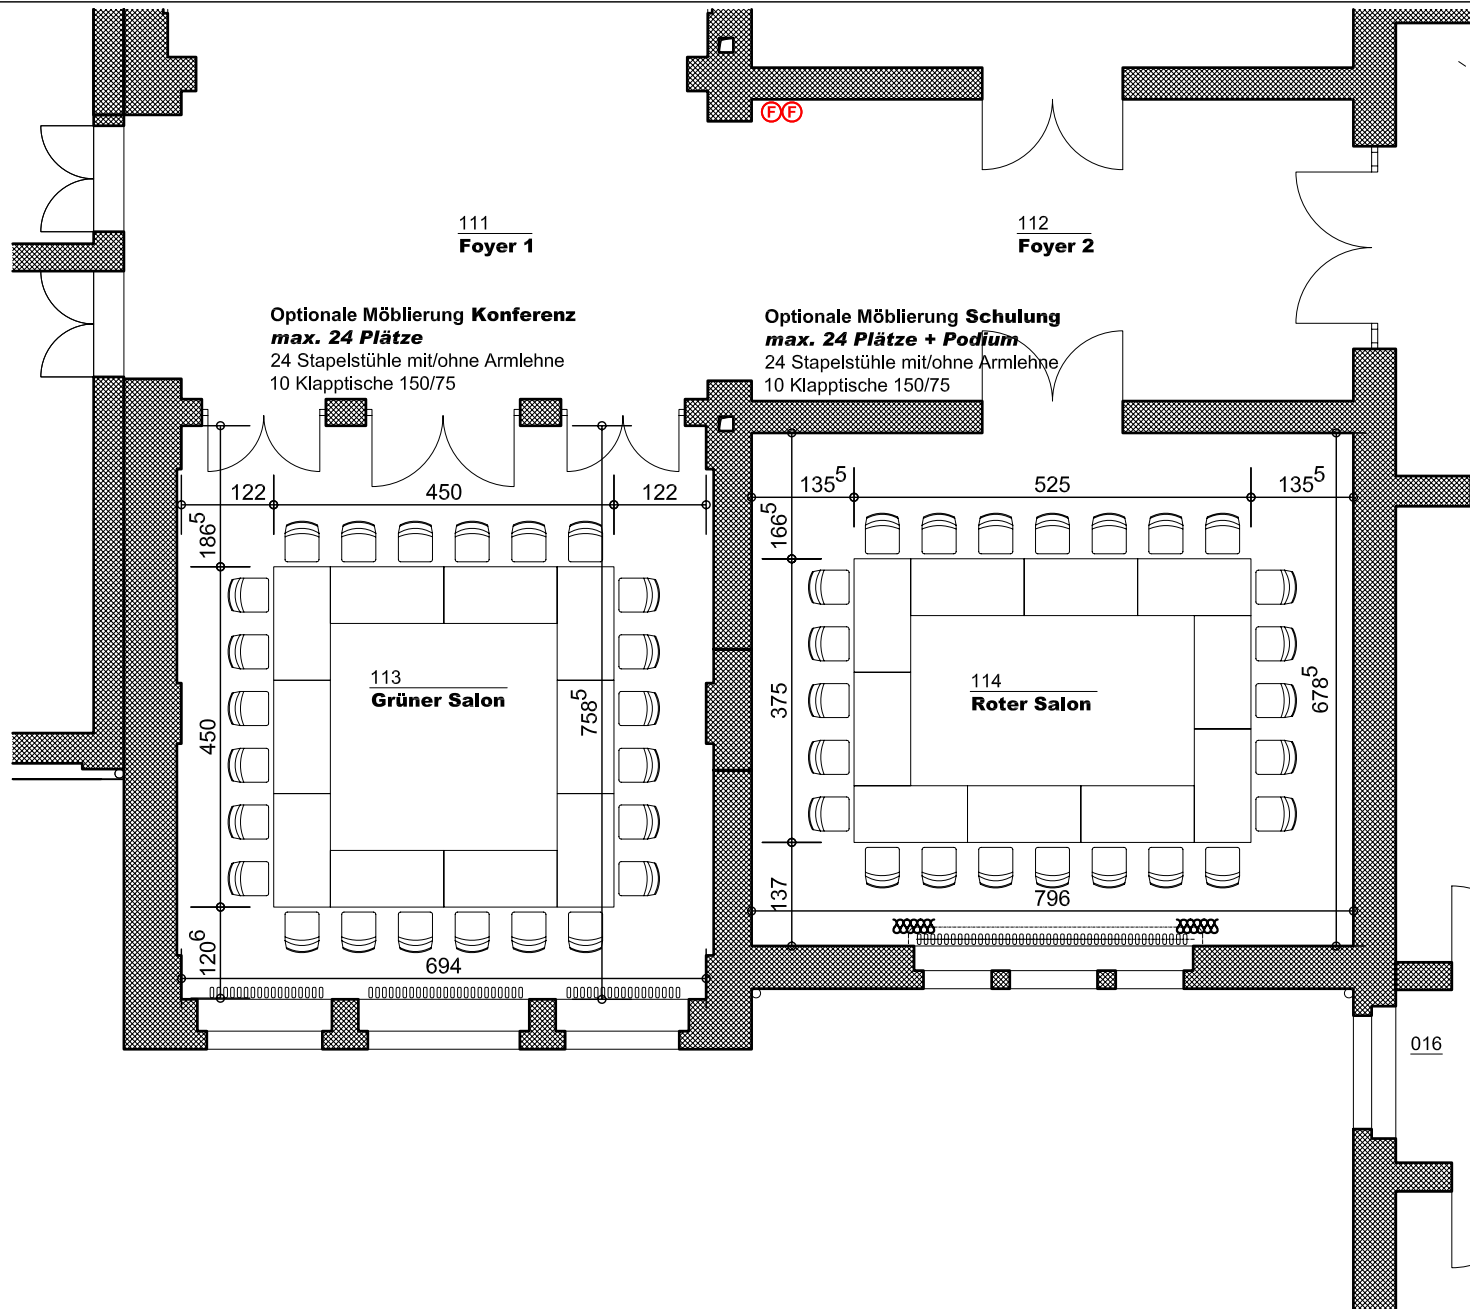 F F
111
Foyer 1
112
Foyer 2
Optionale Möblierung Konferenz
max. 24 Plätze
24 Stapelstühle mit/ohne Armlehne
10 Klapptische 150/75
Optionale Möblierung Schulung
max. 24 Plätze + Podium
24 Stapelstühle mit/ohne Armlehne
10 Klapptische 150/75
122
450
122
186⁵
450
120⁶
758⁵
694
113
Grüner Salon
135⁵
525
135⁵
166⁵
375
137
678⁵
796
114
Roter Salon
016